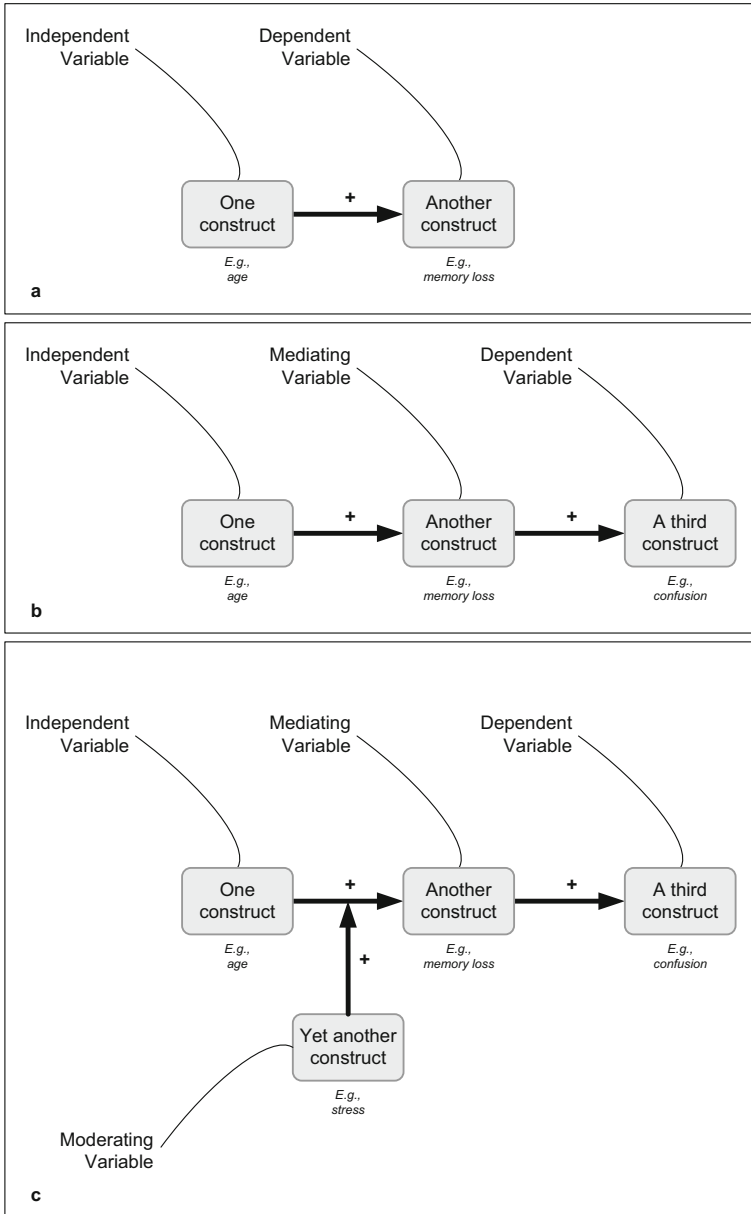 Independent
Variable
Dependent
Variable
One
construct
+
Another
construct
E.g.,
age
E.g.,
memory loss
a
Independent
Variable
Mediating
Variable
Dependent
Variable
One
construct
+
Another
construct
+
A third
construct
E.g.,
age
E.g.,
memory loss
E.g.,
confusion
b
Independent
Variable
Mediating
Variable
Dependent
Variable
One
construct
+
Another
construct
+
A third
construct
E.g.,
age
+
E.g.,
memory loss
E.g.,
confusion
Yet another
construct
E.g.,
stress
Moderating
Variable
c